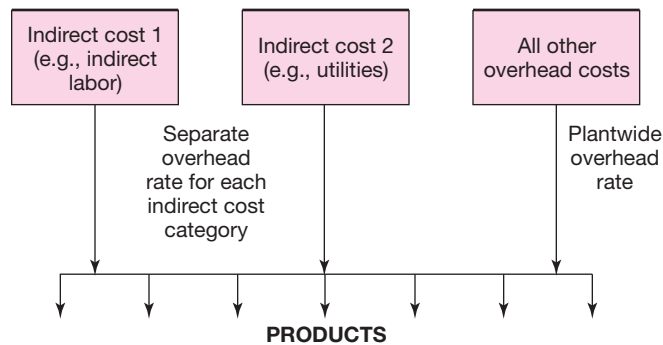 Indirect cost 1
(e.g., indirect
labor)
Indirect cost 2
(e.g., utilities)
All other
overhead costs
Separate
overhead
rate for each
indirect cost
category
Plantwide
overhead
rate
PRODUCTS